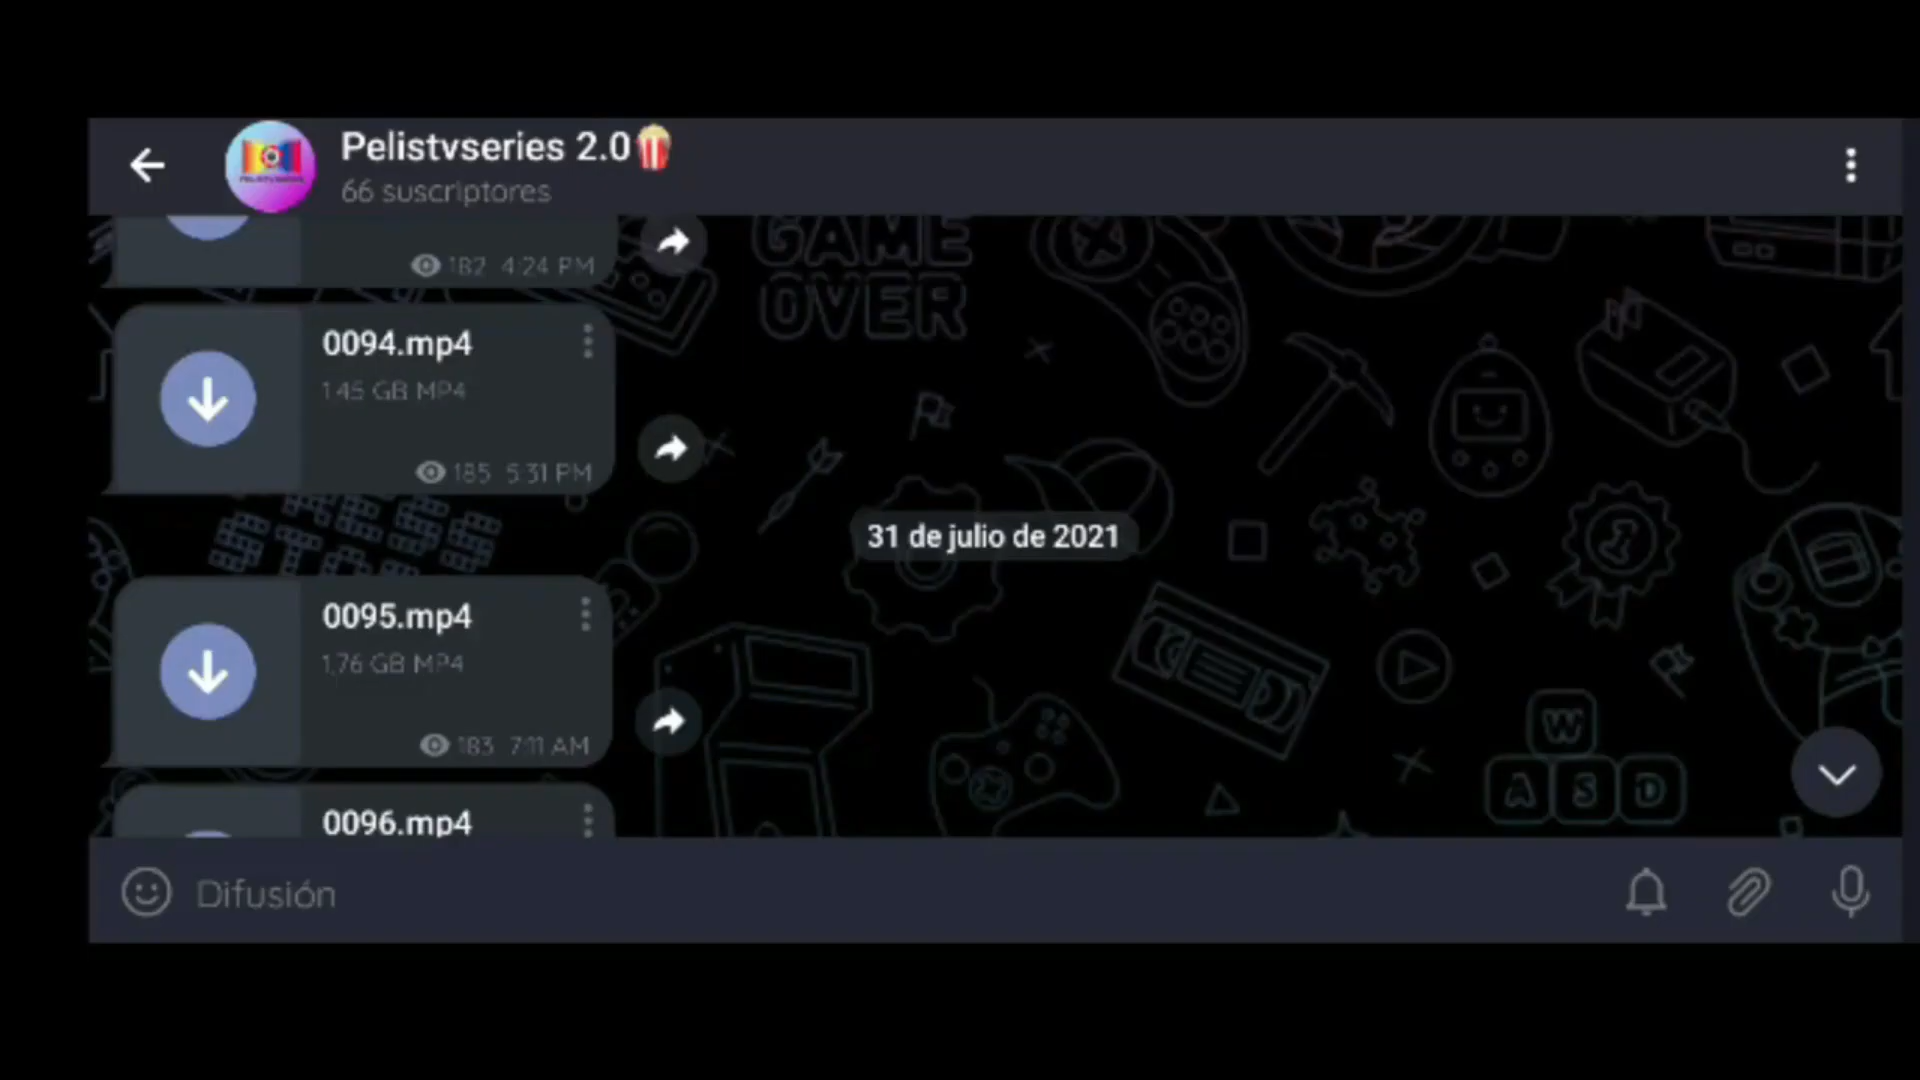 Pelistvseries 2.0🍿
66 suscriptores
GAME
OVER
182 4:24 PM
0094.mp4
1,45 GB MP4
185 5:31 PM
31 de julio de 2021
0095.mp4
1,76 GB MP4
183 7:11 AM
W
A S D
0096.mp4
Difusión